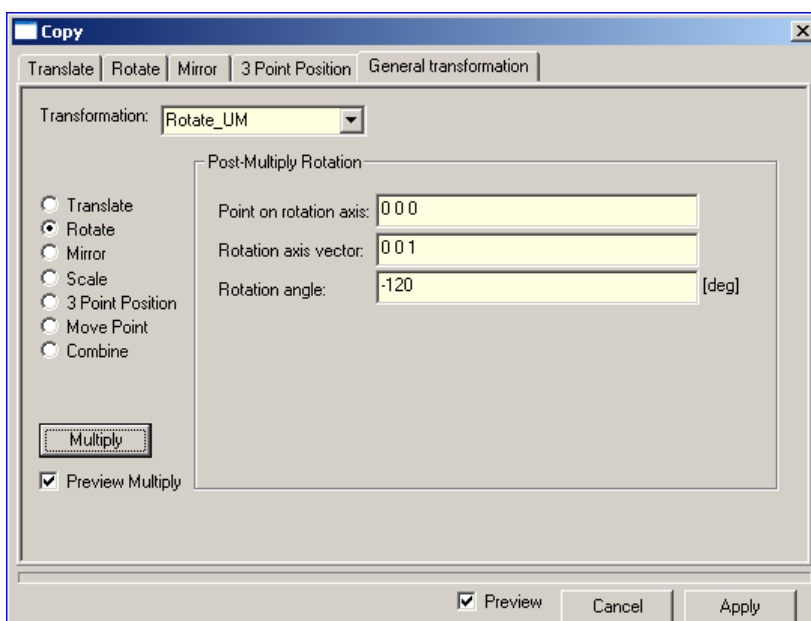 Copy
Translate Rotate Mirror 3 Point Position General transformation
Transformation: Rotate_UM
Post-Multiply Rotation
Translate
Rotate
Mirror
Scale
3 Point Position
Move Point
Combine
Point on rotation axis: 0 0 0
Rotation axis vector: 0 0 1
Rotation angle: -120 [deg]
Multiply
Preview Multiply
Preview Cancel Apply